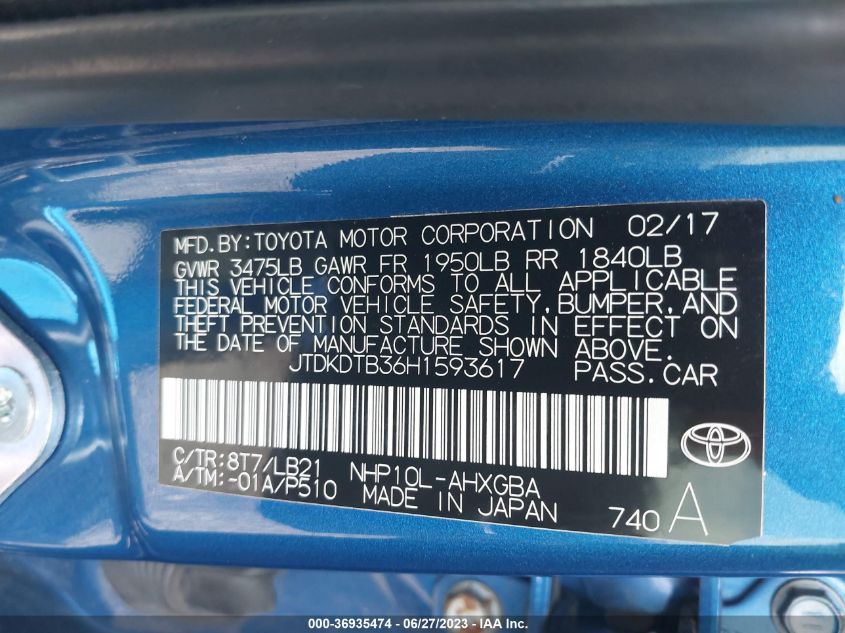 MFD.BY:TOYOTA MOTOR CORPORATION 02/17
GVWR 3475LB GAWR FR 1950LB RR 1840LB
THIS VEHICLE CONFORMS TO ALL APPLICABLE
FEDERAL MOTOR VEHICLE SAFETY,BUMPER,AND
THEFT PREVENTION STANDARDS IN EFFECT ON
THE DATE OF MANUFACTURE SHOWN ABOVE.
JTDKDTB36H1593617 PASS.CAR
C/TR:8T7/LB21 NHP10L-AHXGBA
A/TM:-01A/P510 MADE IN JAPAN 740 A
000-36935474 - 06/27/2023 - © IAA Inc.